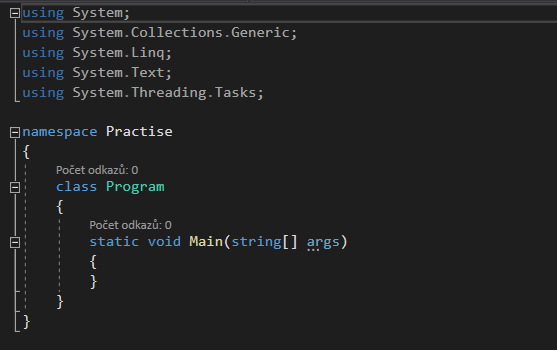 using System;
using System.Collections.Generic;
using System.Linq;
using System.Text;
using System.Threading.Tasks;
namespace Practise
{
Počet odkazů: 0
class Program
{
Počet odkazů: 0
static void Main(string[] args)
{
}
}
}